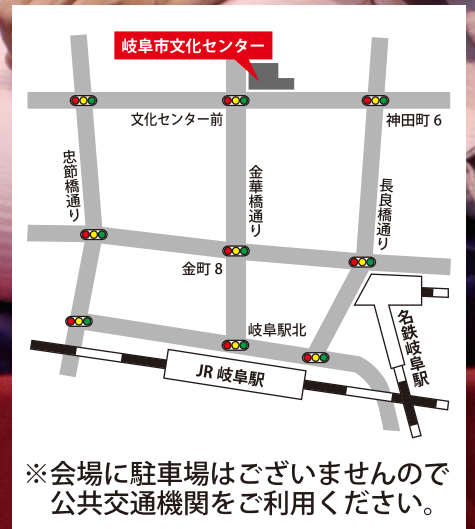 岐阜市文化センター
文化センター前
神田町6
忠節橋通り
金華橋通り
長良橋通り
金町8
岐阜駅北
名鉄岐阜駅
JR岐阜駅
※会場に駐車場はございませんので
公共交通機関をご利用ください。